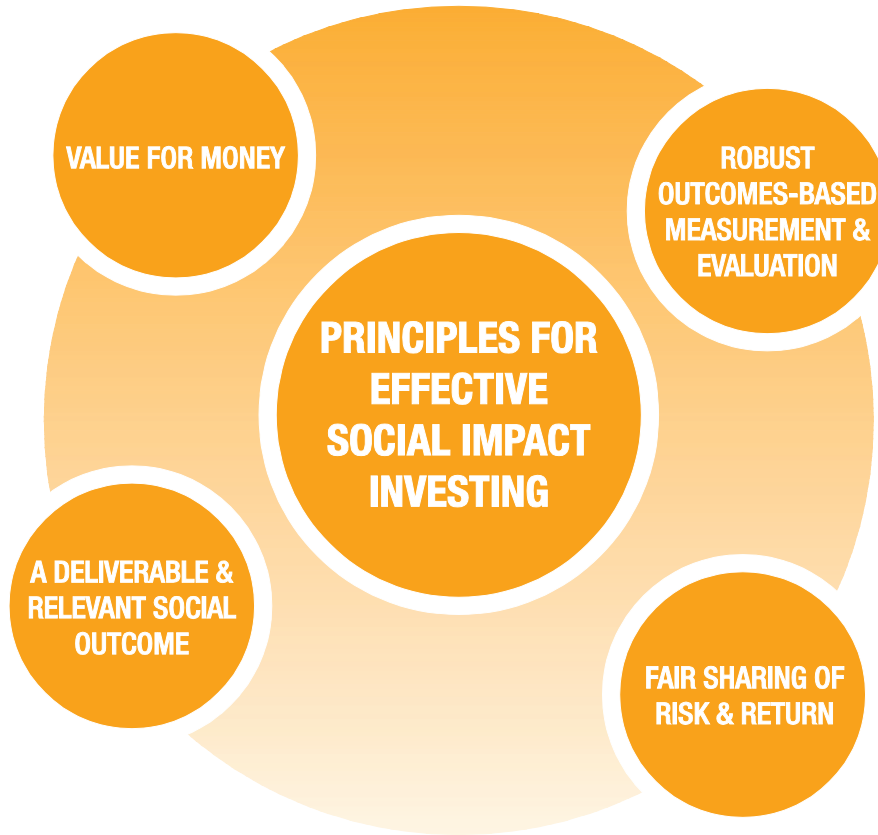 VALUE FOR MONEY
ROBUST
OUTCOMES-BASED
MEASUREMENT &
EVALUATION
PRINCIPLES FOR
EFFECTIVE
SOCIAL IMPACT
INVESTING
A DELIVERABLE &
RELEVANT SOCIAL
OUTCOME
FAIR SHARING OF
RISK & RETURN